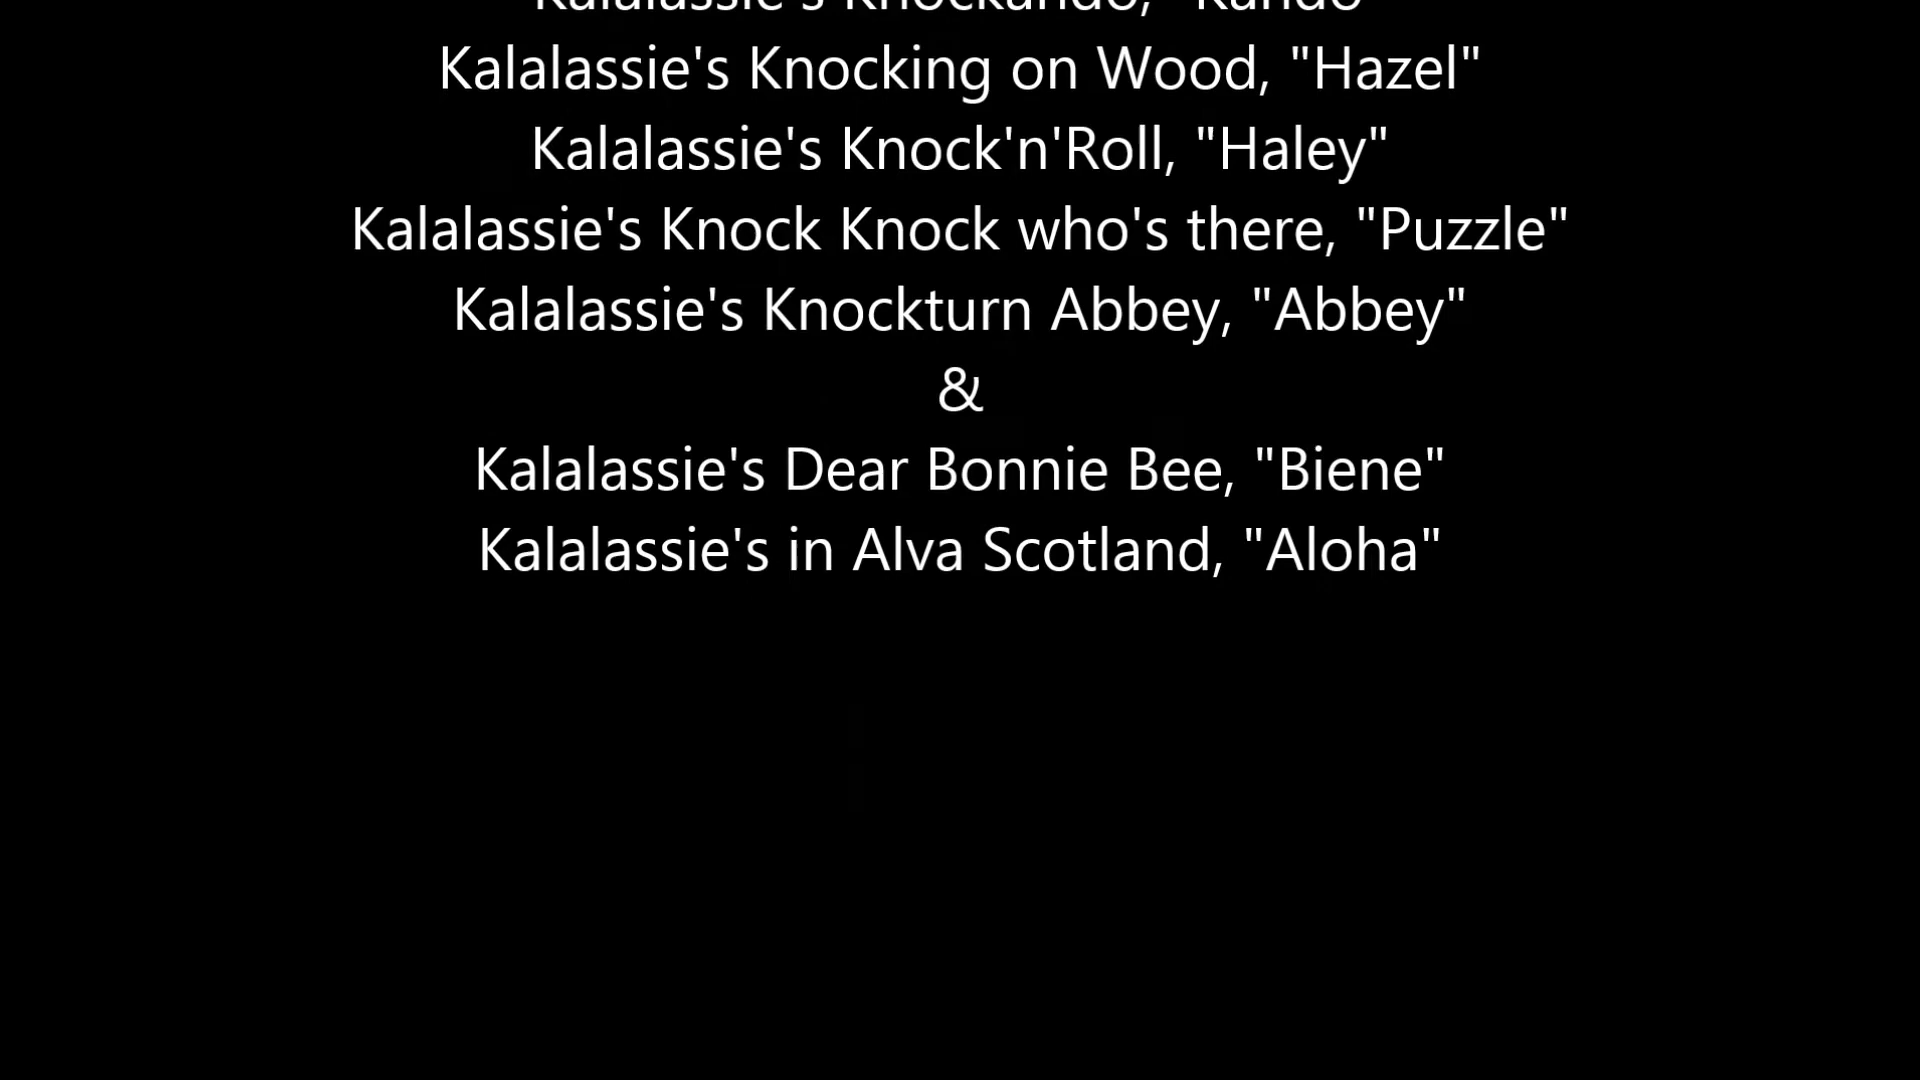 Kalalassie's Knockando, "Kando"
Kalalassie's Knocking on Wood, "Hazel"
Kalalassie's Knock'n'Roll, "Haley"
Kalalassie's Knock Knock who's there, "Puzzle"
Kalalassie's Knockturn Abbey, "Abbey"
&
Kalalassie's Dear Bonnie Bee, "Biene"
Kalalassie's in Alva Scotland, "Aloha"